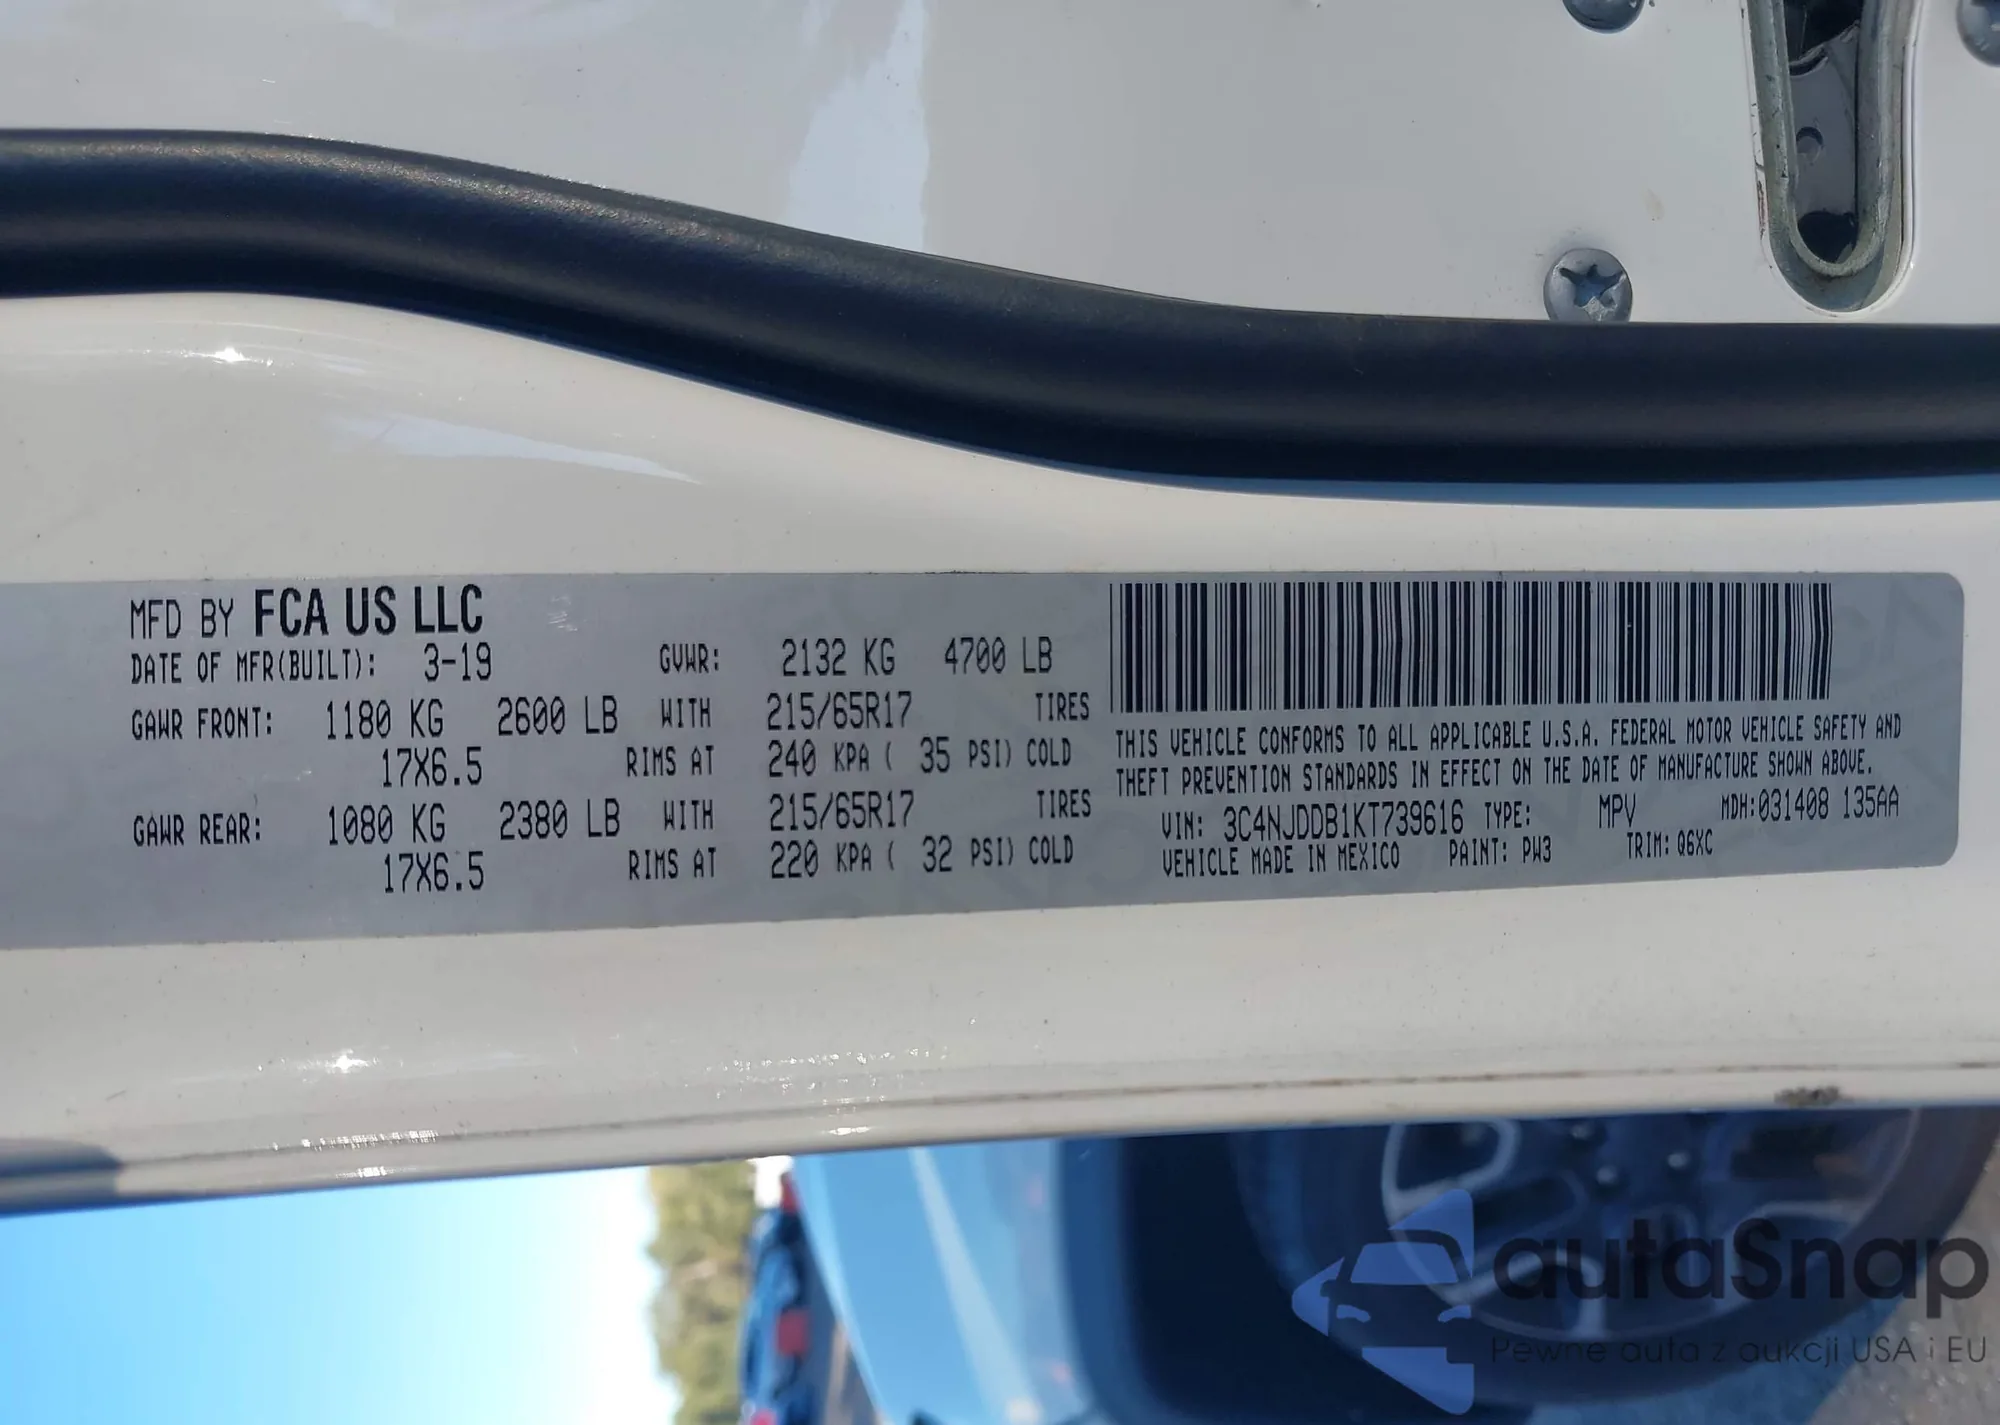 MFD BY FCA US LLC
DATE OF MFR(BUILT): 3-19 GVWR: 2132 KG 4700 LB
GAWR FRONT: 1180 KG 2600 LB WITH 215/65R17 TIRES
17X6.5 RIMS AT 240 KPA ( 35 PSI) COLD
GAWR REAR: 1080 KG 2380 LB WITH 215/65R17 TIRES
17X6.5 RIMS AT 220 KPA ( 32 PSI) COLD
THIS VEHICLE CONFORMS TO ALL APPLICABLE U.S.A. FEDERAL MOTOR VEHICLE SAFETY AND
THEFT PREVENTION STANDARDS IN EFFECT ON THE DATE OF MANUFACTURE SHOWN ABOVE.
VIN: 3C4NJDDB1KT739616 TYPE: MPV MDH:031408 135AA
VEHICLE MADE IN MEXICO PAINT: PW3 TRIM: Q6XC
autaSnap
Pewne auta z aukcji USA i EU